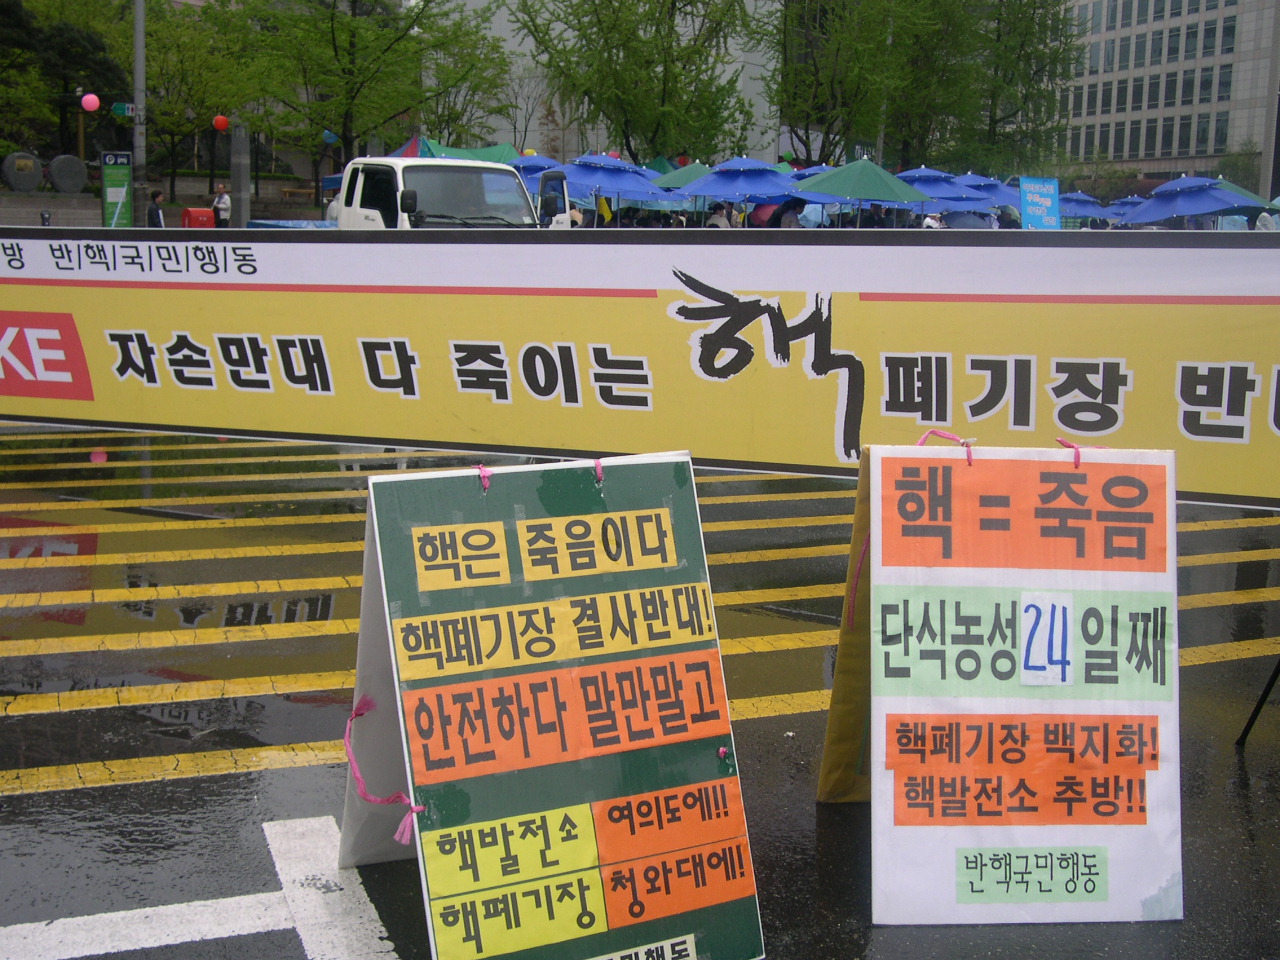 방 반/핵/국/민/행/동
KE 자손만대 다 죽이는 핵폐기장
핵은 죽음이다
핵폐기장 결사반대!
안전하다 말만말고
핵발전소 여의도에!!
핵폐기장 청와대에!
핵 = 죽음
단식농성 24 일째
핵폐기장 백지화!
핵발전소 추방!!
반핵국민행동